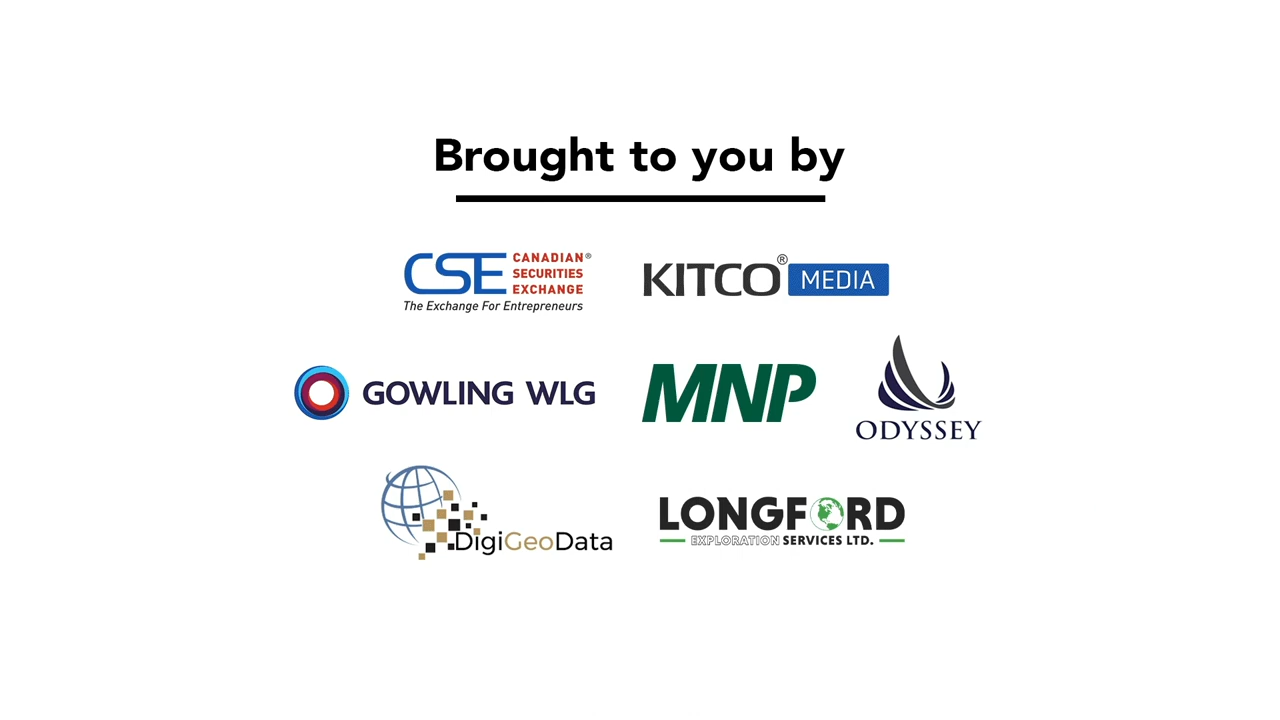 Brought to you by
CSE CANADIAN®
SECURITIES
EXCHANGE
The Exchange For Entrepreneurs
KITCO® MEDIA
GOWLING WLG
MNP
ODYSSEY
DigiGeoData
LONGFORD
EXPLORATION SERVICES LTD.